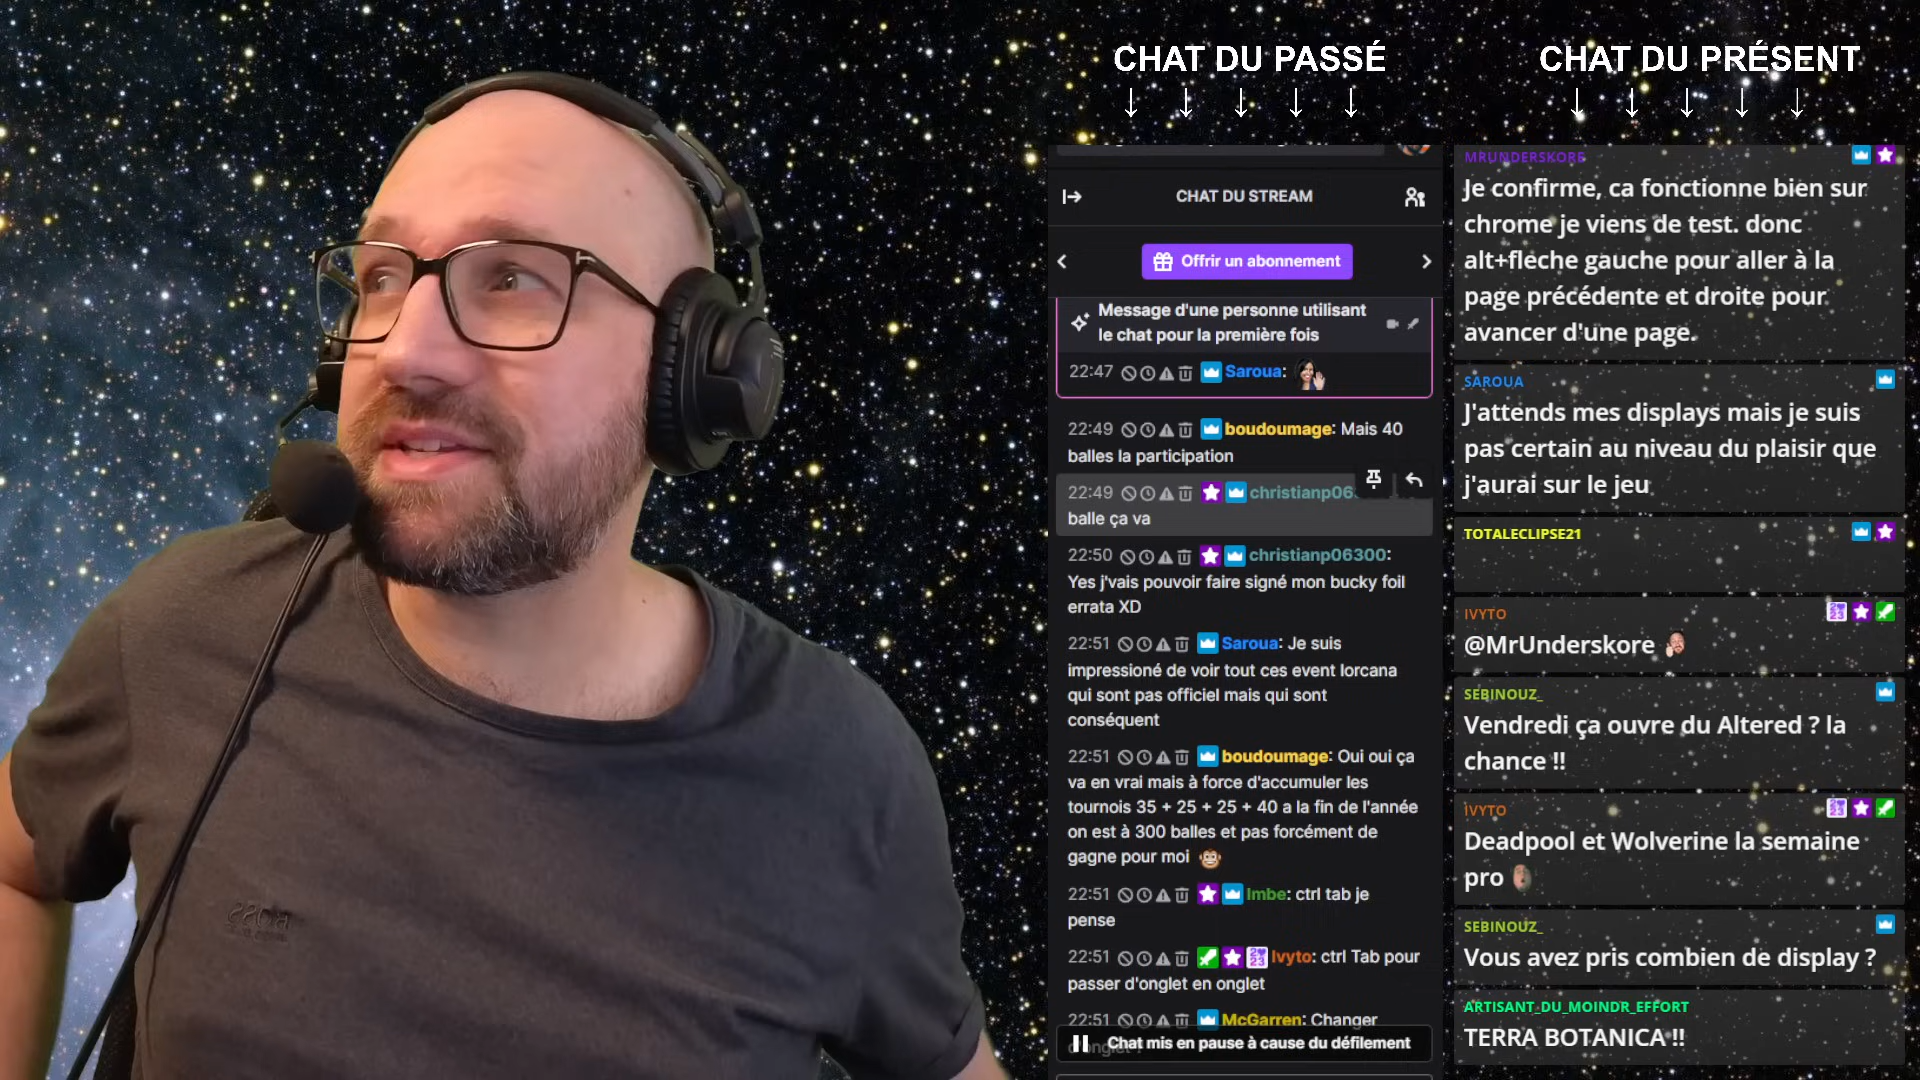 CHAT DU PASSÉ
↓ ↓ ↓ ↓ ↓
CHAT DU STREAM
Offrir un abonnement
Message d'une personne utilisant
le chat pour la première fois
22:47 Saroua:
22:49 boudoumage: Mais 40
balles la participation
22:49 christianp06
balle ça va
22:50 christianp06300:
Yes j'vais pouvoir faire signé mon bucky foil
errata XD
22:51 Saroua: Je suis
impressioné de voir tout ces event lorcana
qui sont pas officiel mais qui sont
conséquent
22:51 boudoumage: Oui oui ça
va en vrai mais à force d'accumuler les
tournois 35 + 25 + 25 + 40 a la fin de l'année
on est à 300 balles et pas forcément de
gagne pour moi
22:51 Imbe: ctrl tab je
pense
22:51 Ivyto: ctrl Tab pour
passer d'onglet en onglet
22:51 McGarren: Changer
Chat mis en pause à cause du défilement
CHAT DU PRÉSENT
↓ ↓ ↓ ↓ ↓
MRUNDERSKORE
Je confirme, ca fonctionne bien sur
chrome je viens de test. donc
alt+fleche gauche pour aller à la
page précédente et droite pour
avancer d'une page.
SAROUA
J'attends mes displays mais je suis
pas certain au niveau du plaisir que
j'aurai sur le jeu
TOTALECLIPSE21
IVYTO
@MrUnderskore
SEBINOUZ_
Vendredi ça ouvre du Altered ? la
chance !!
IVYTO
Deadpool et Wolverine la semaine
pro
SEBINOUZ_
Vous avez pris combien de display ?
ARTISANT_DU_MOINDR_EFFORT
TERRA BOTANICA !!